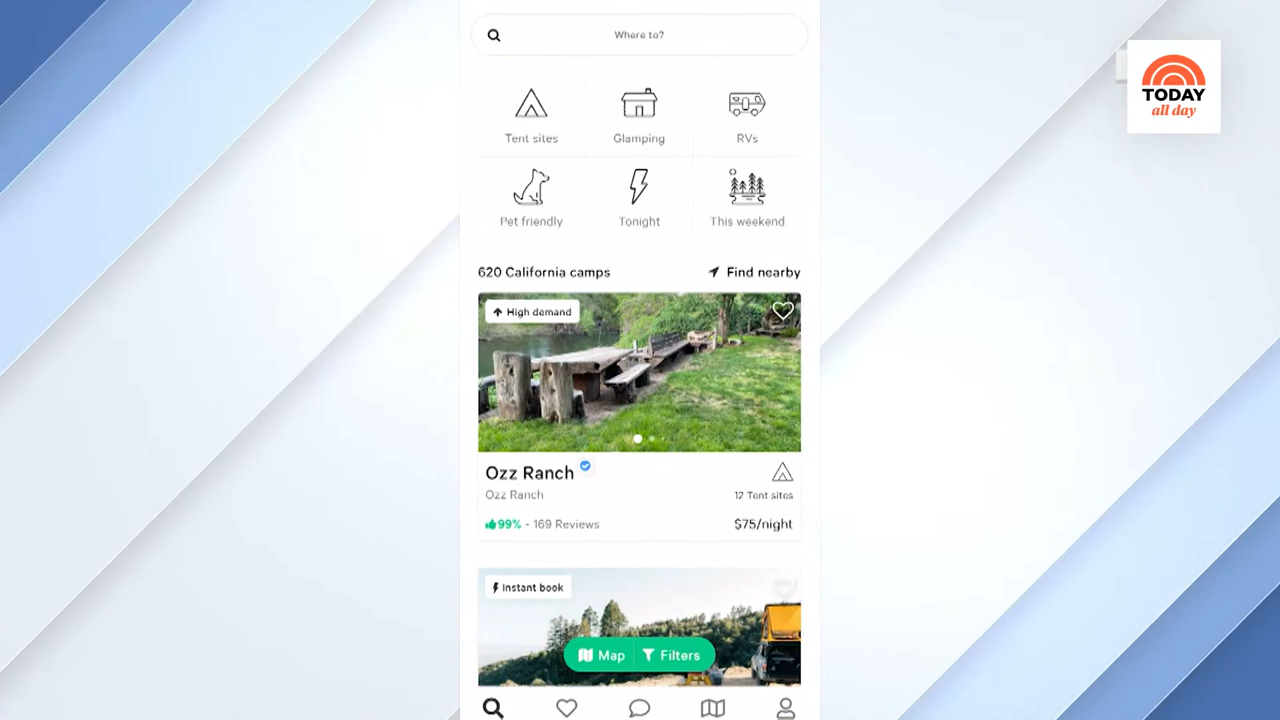 Where to?
TODAY
all day
Tent sites
Glamping
RVs
Pet friendly
Tonight
This weekend
620 California camps
Find nearby
High demand
Ozz Ranch
Ozz Ranch
12 Tent sites
99% - 169 Reviews
$75/night
Instant book
Map
Filters